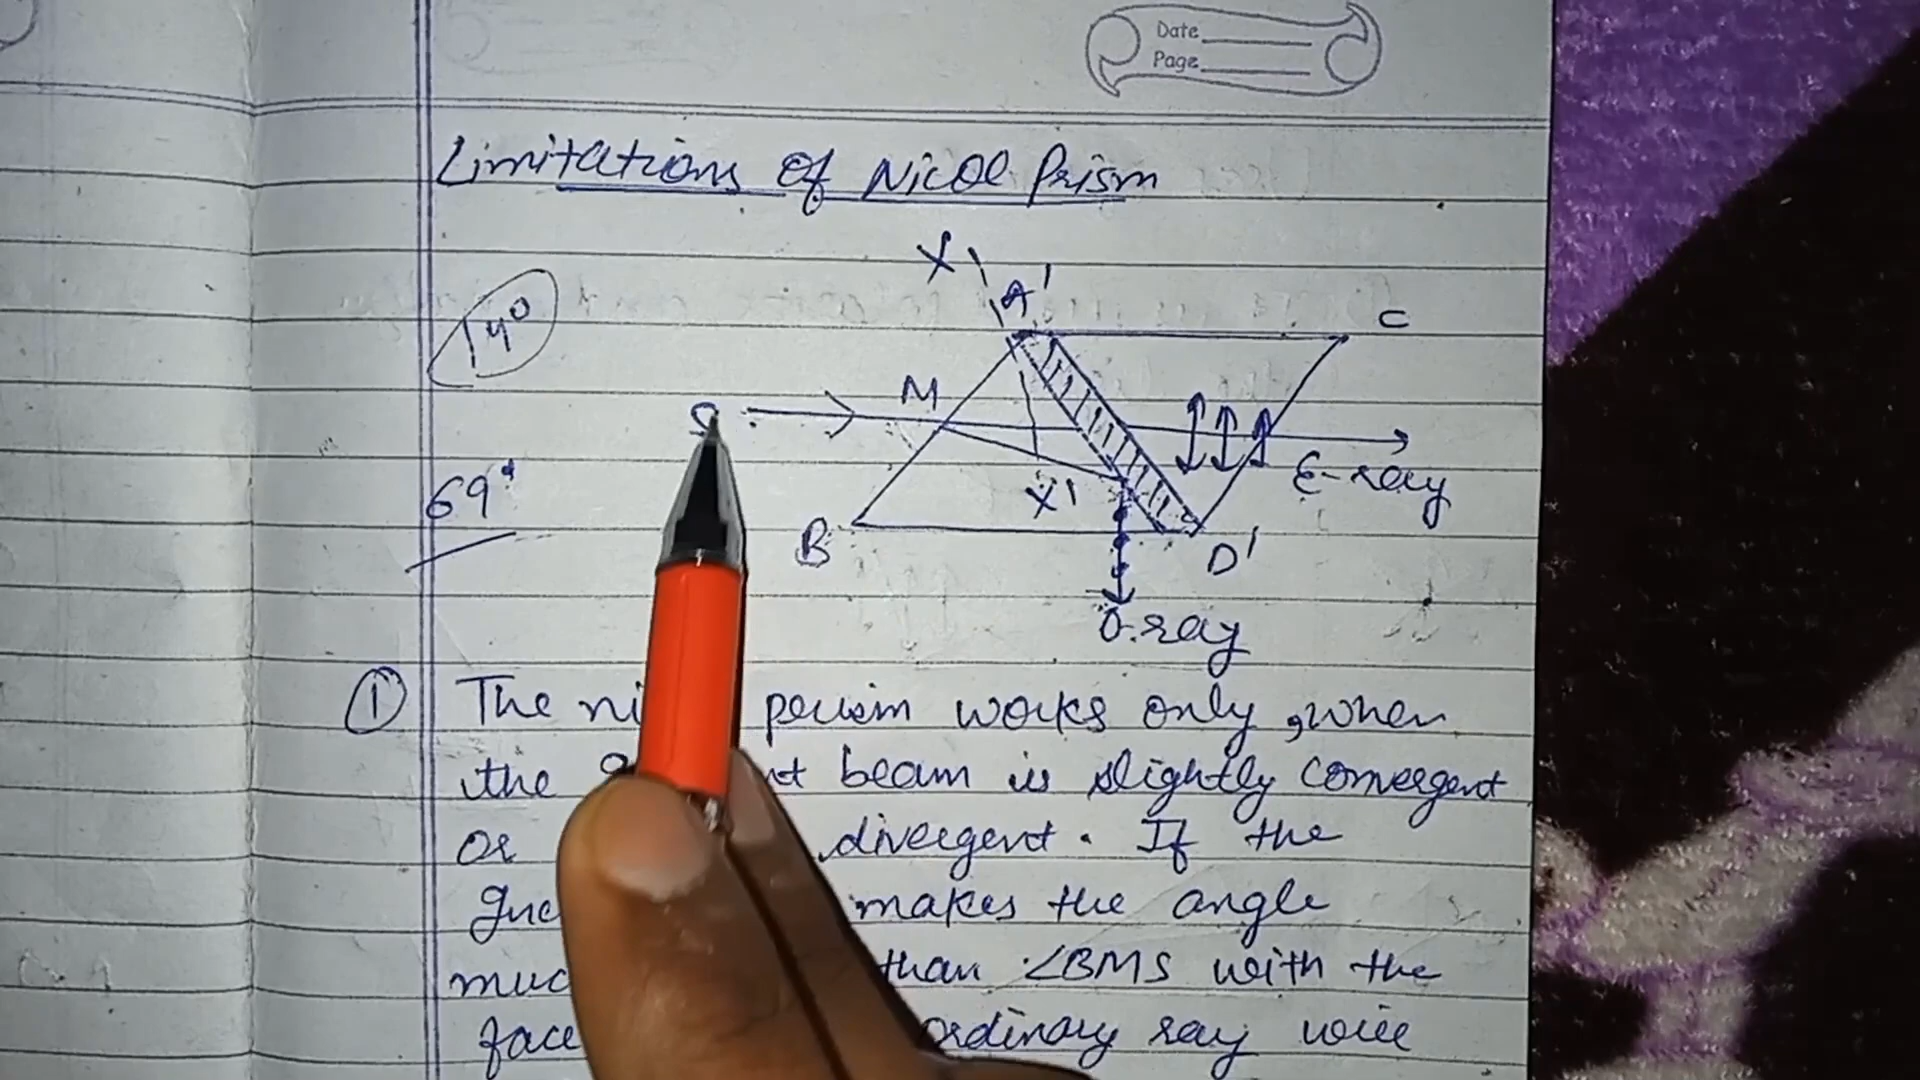 Date
Page
Limitations of Nicol Prism
X
A'
C
14°
M
S
E-ray
69°
X'
B
D'
O.ray
① The prism works only, when
the beam is slightly convergent
or divergent. If the
makes the angle
than ∠BMS with the
face ordinary ray will